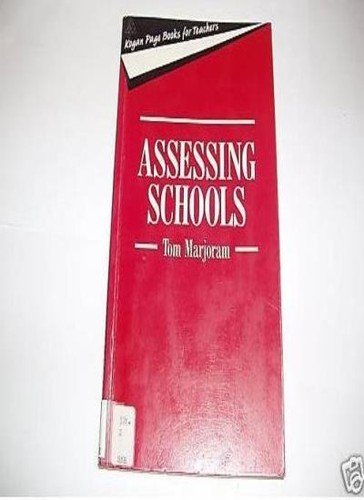 Kogan Page Books for Teachers
ASSESSING
SCHOOLS
Tom Marjoram